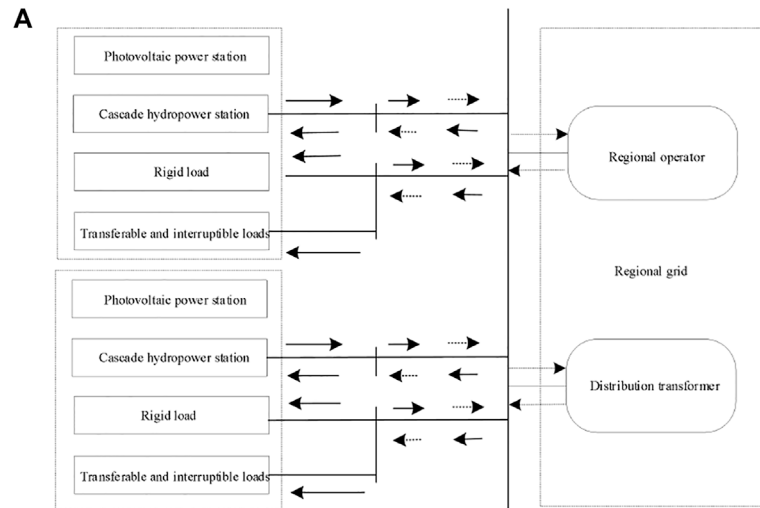 A
Photovoltaic power station
Cascade hydropower station
Rigid load
Transferable and interruptible loads
Regional operator
Regional grid
Photovoltaic power station
Cascade hydropower station
Rigid load
Transferable and interruptible loads
Distribution transformer